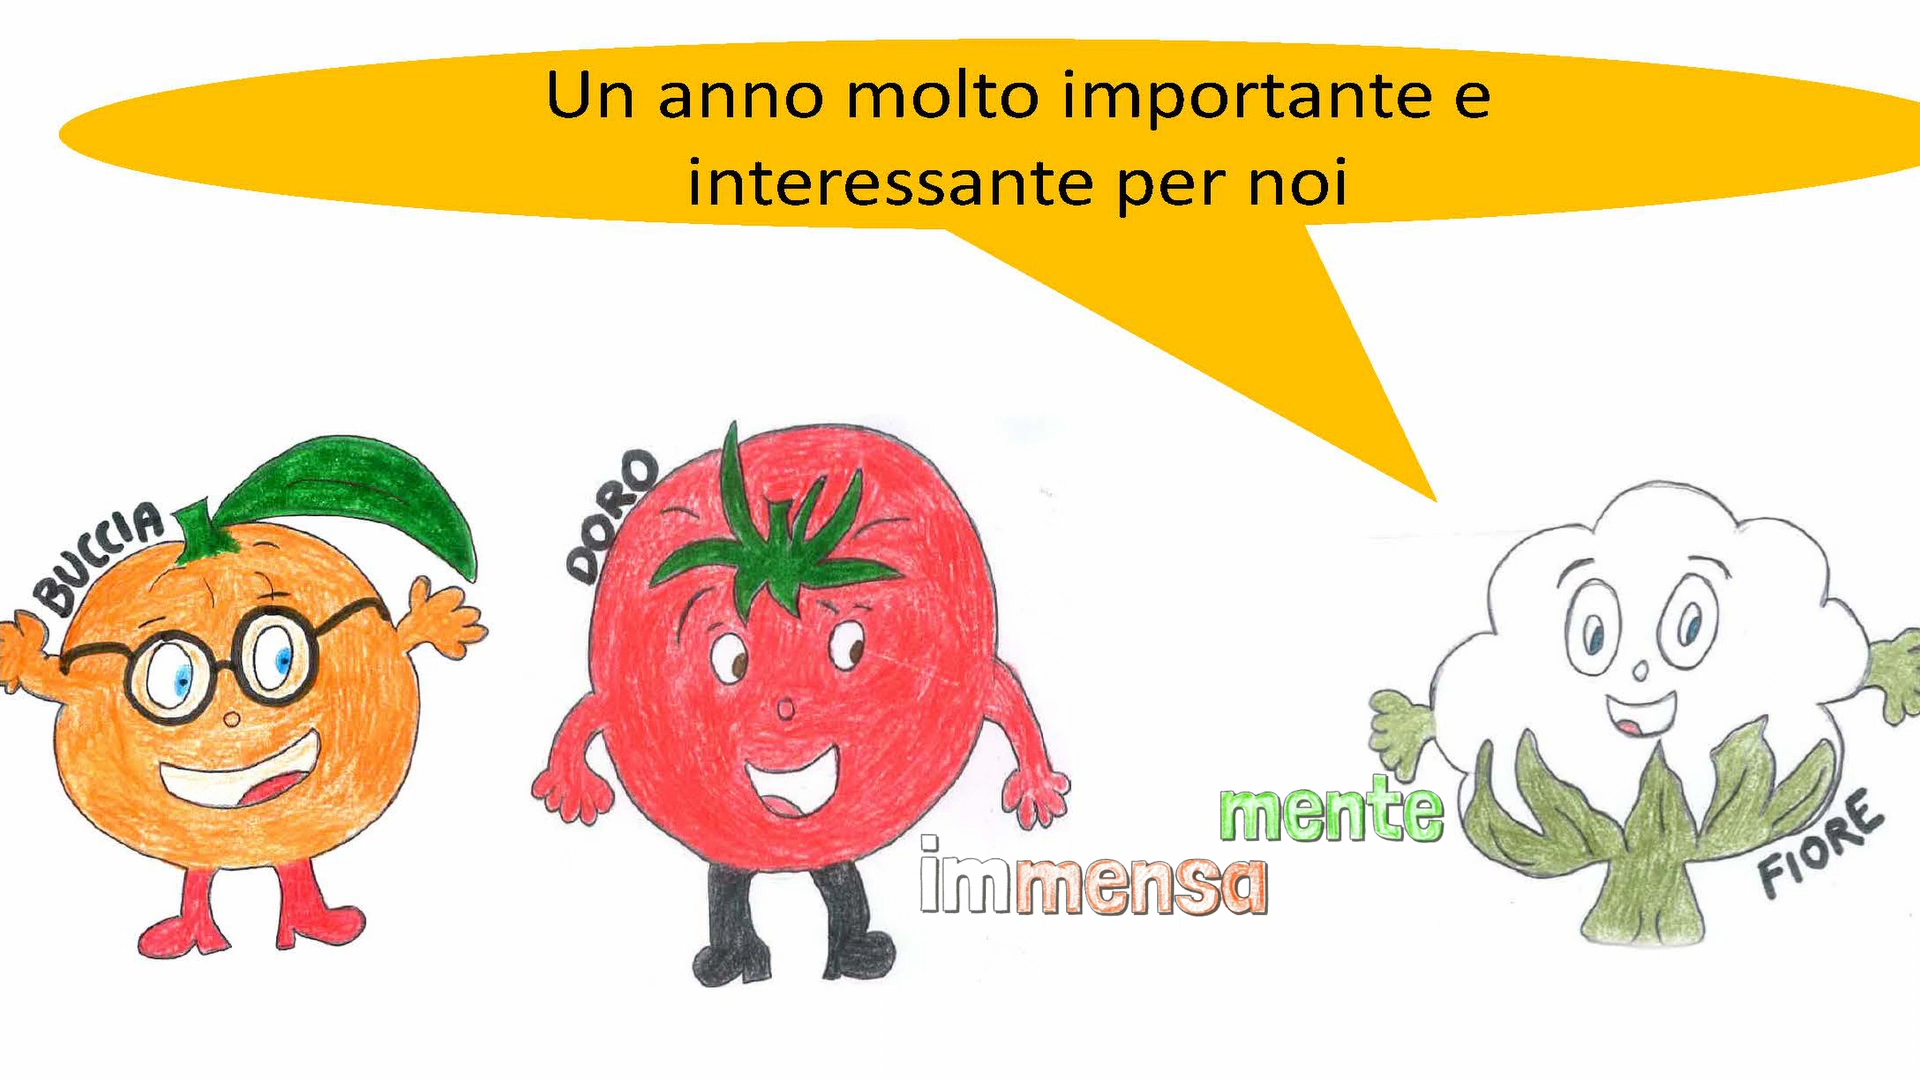 Un anno molto importante e
interessante per noi
BUCCIA
DORO
mente
immensa
FIORE